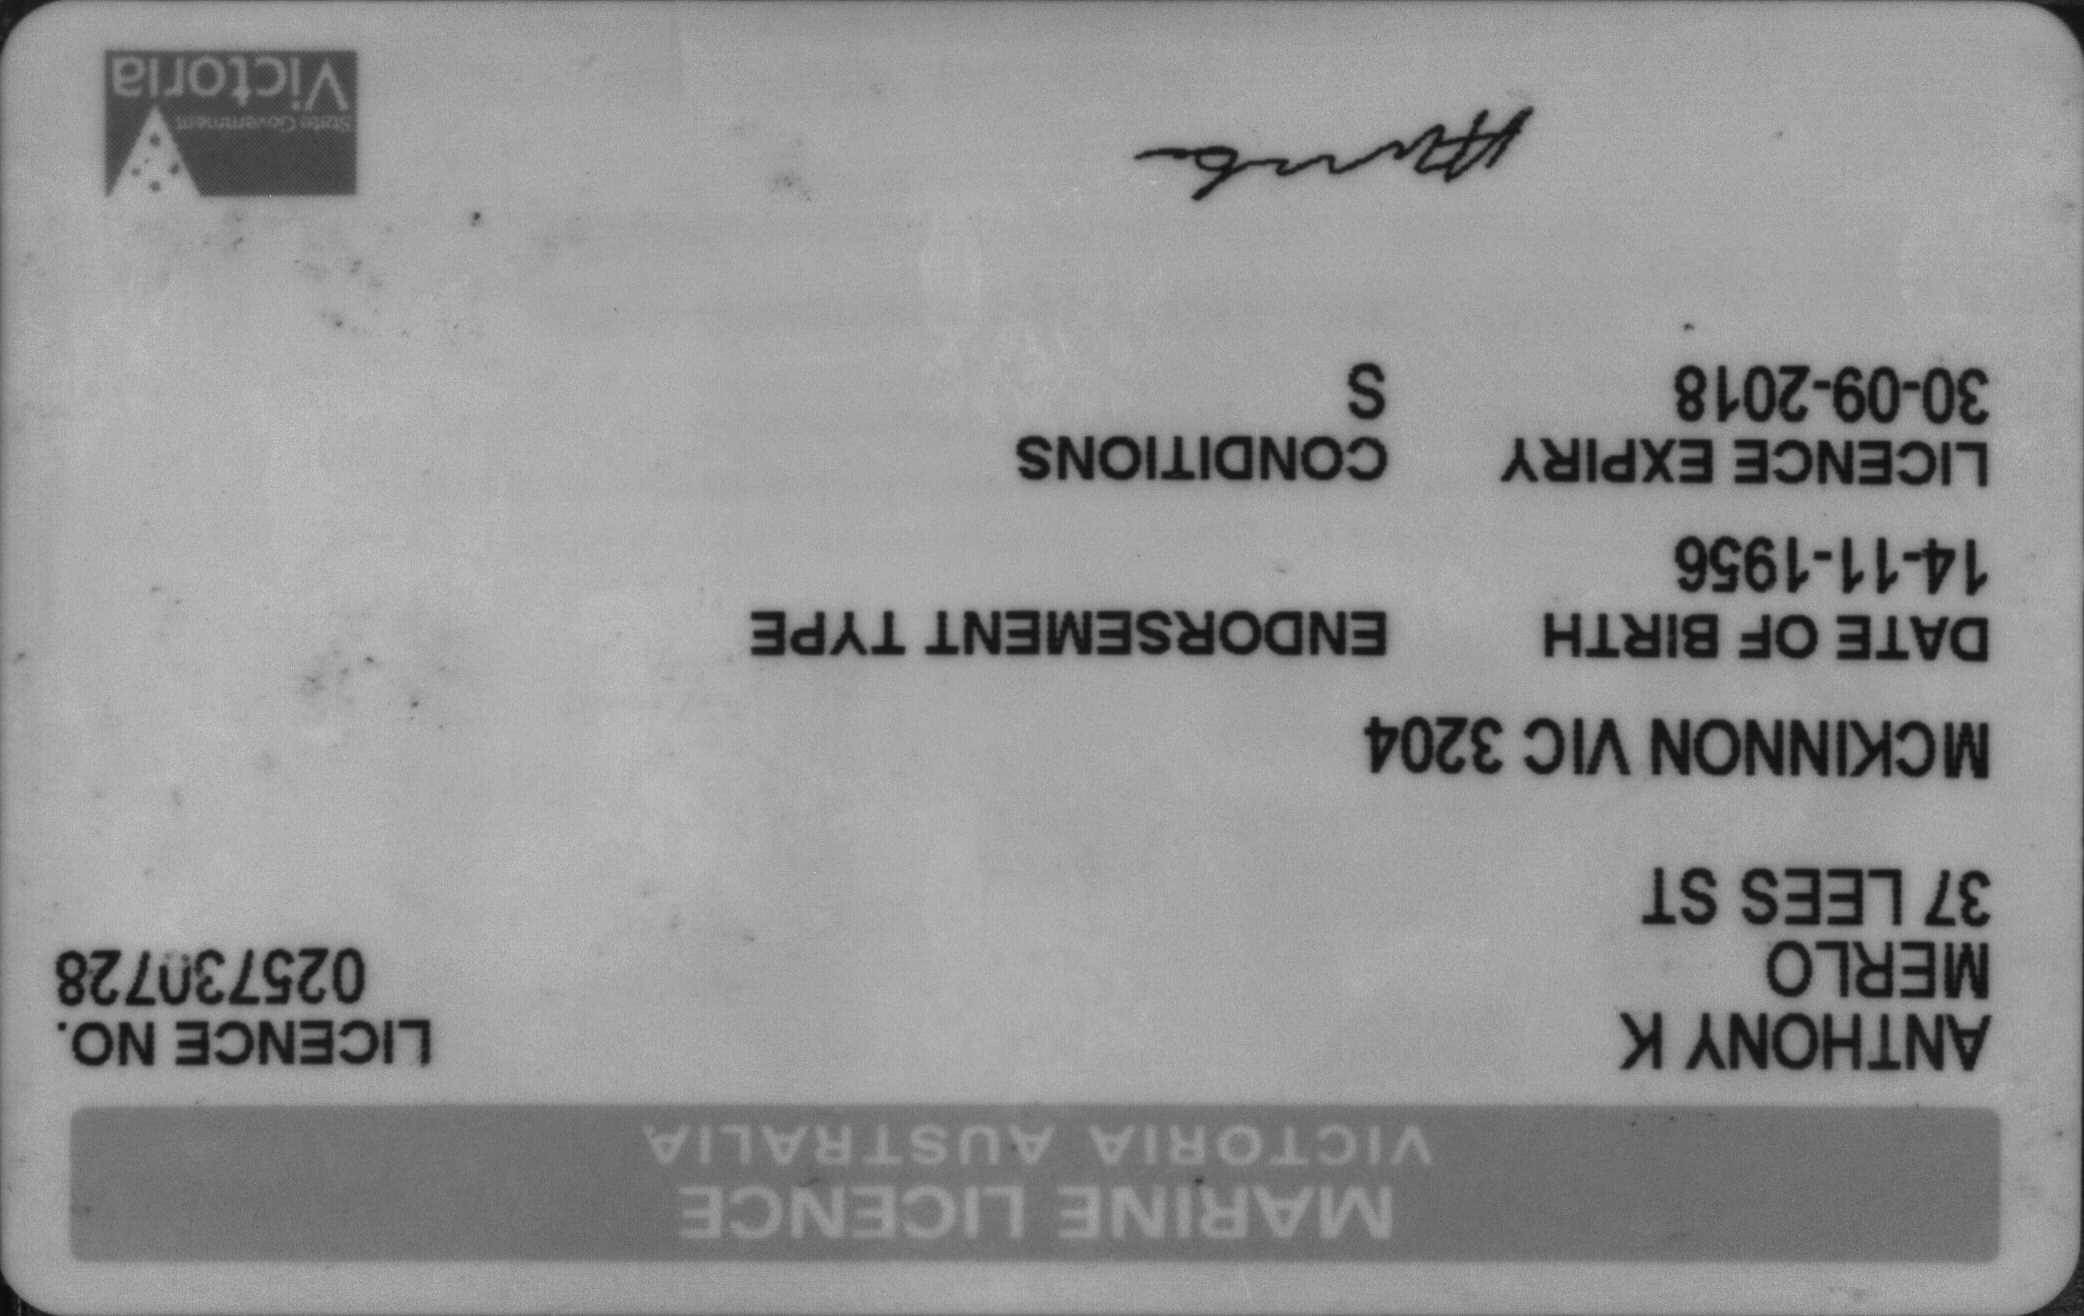 MARINE LICENCE
VICTORIA AUSTRALIA
ANTHONY K
MERLO
37 LEES ST
LICENCE NO.
025730728
MCKINNON VIC 3204
DATE OF BIRTH
14-11-1956
ENDORSEMENT TYPE
LICENCE EXPIRY
30-09-2018
CONDITIONS
S
State Government
Victoria